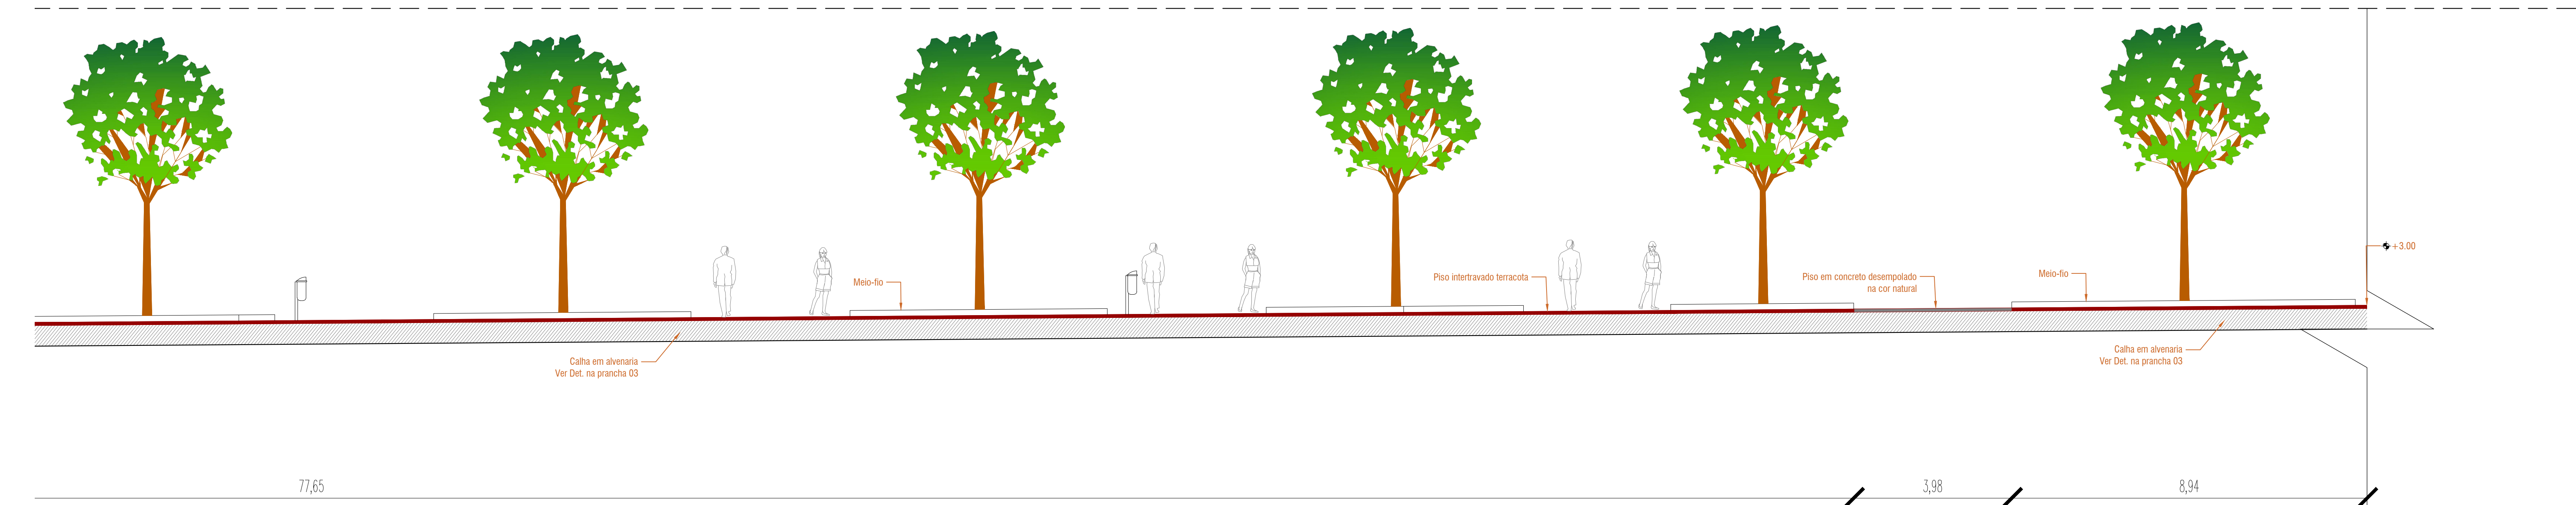 +3.00
Meio-fio
Piso intertravado terracota
Piso em concreto desempolado
na cor natural
Meio-fio
Calha em alvenaria
Ver Det. na prancha 03
Calha em alvenaria
Ver Det. na prancha 03
77,65
3,98
8,94